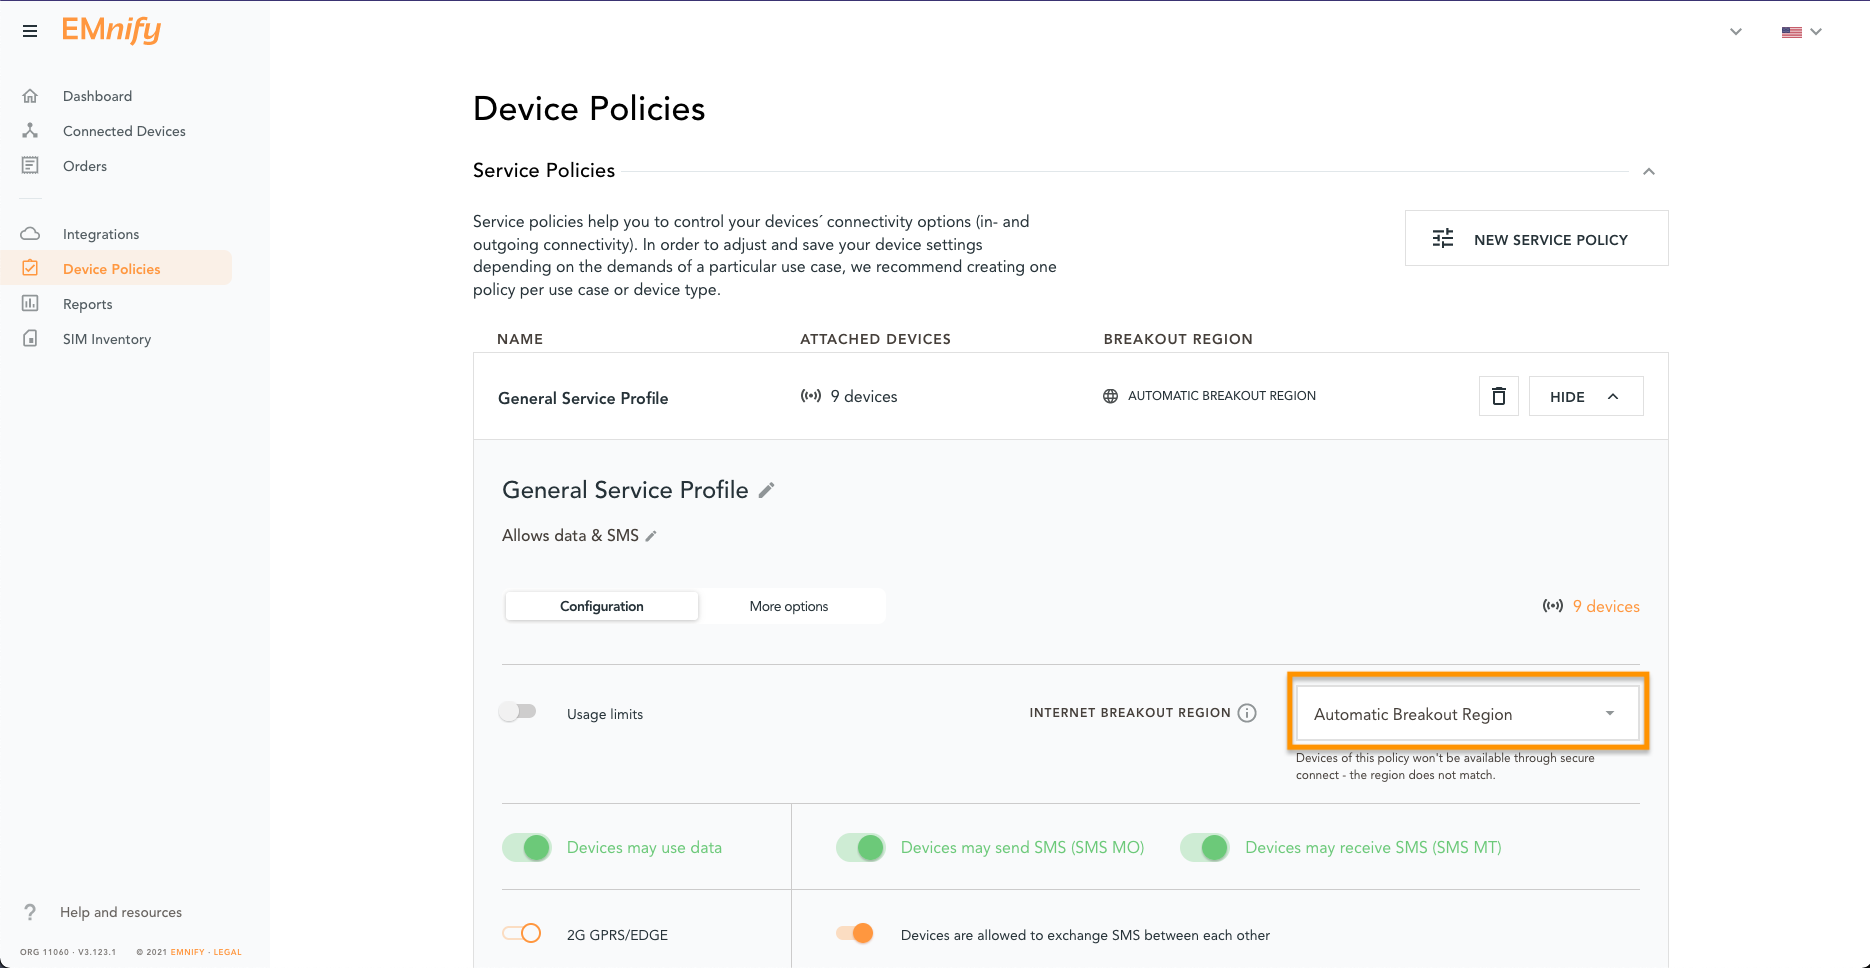 EMnify
Dashboard
Connected Devices
Orders
Integrations
Device Policies
Reports
SIM Inventory
Help and resources
ORG 11060 · V3.123.1 © 2021 EMNIFY · LEGAL
Device Policies
Service Policies
Service policies help you to control your devices´ connectivity options (in- and
outgoing connectivity). In order to adjust and save your device settings
depending on the demands of a particular use case, we recommend creating one
policy per use case or device type.
NEW SERVICE POLICY
NAME ATTACHED DEVICES BREAKOUT REGION
General Service Profile 9 devices AUTOMATIC BREAKOUT REGION HIDE
General Service Profile
Allows data & SMS
Configuration More options 9 devices
Usage limits INTERNET BREAKOUT REGION Automatic Breakout Region
Devices of this policy won't be available through secure
connect - the region does not match.
Devices may use data Devices may send SMS (SMS MO) Devices may receive SMS (SMS MT)
2G GPRS/EDGE Devices are allowed to exchange SMS between each other